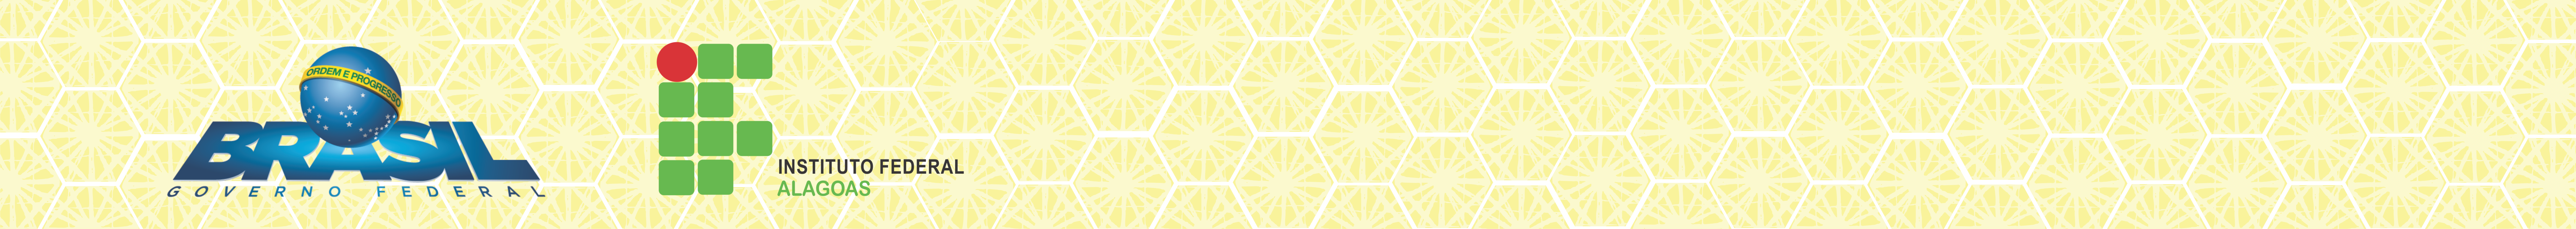 ORDEM E PROGRESSO
BRASIL
GOVERNO FEDERAL
INSTITUTO FEDERAL
ALAGOAS